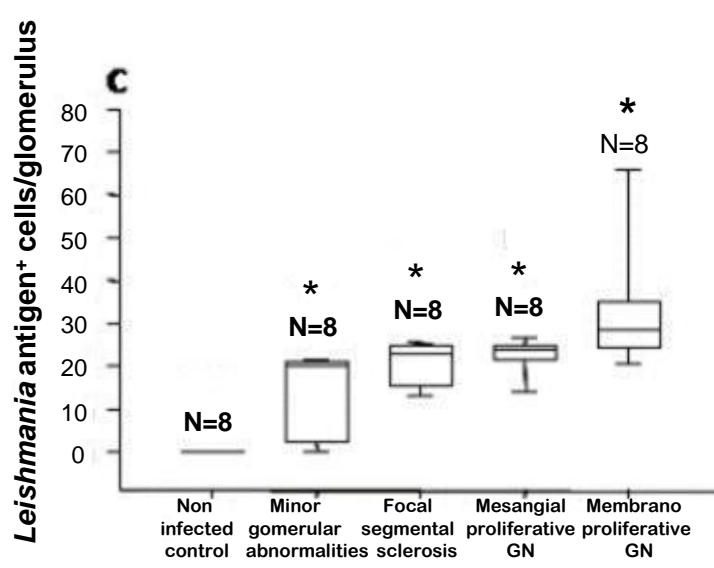 C
Leishmania antigen⁺ cells/glomerulus
80
70
60
50
40
30
20
10
0
N=8
*
N=8
*
N=8
*
N=8
*
N=8
Non
infected
control
Minor
gomerular
abnormalities
Focal
segmental
sclerosis
Mesangial
proliferative
GN
Membrano
proliferative
GN